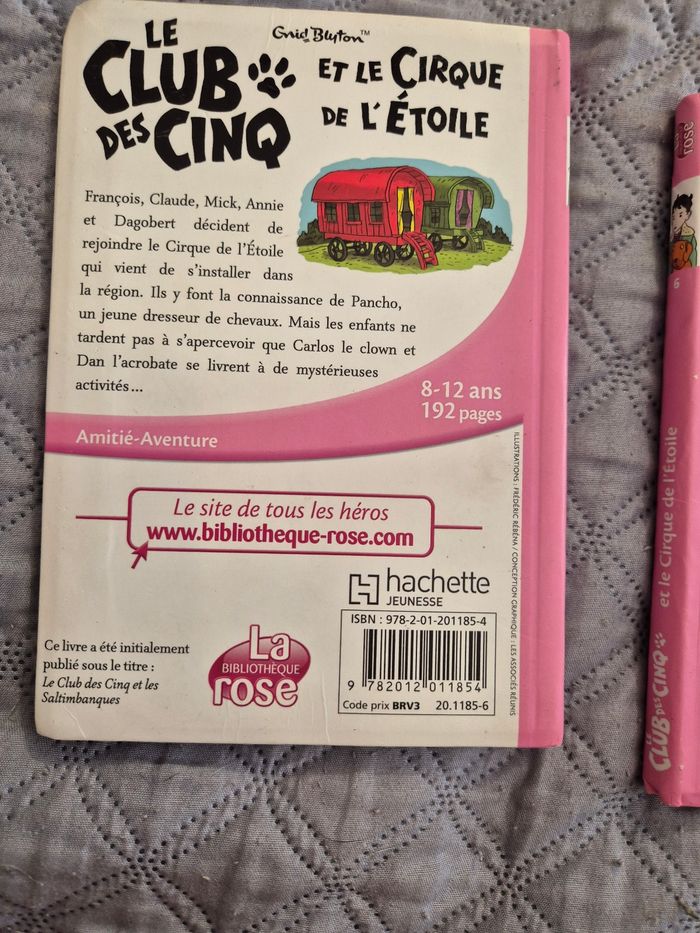 Enid Blyton™
LE
CLUB
DES CINQ
ET LE CIRQUE
DE L'ÉTOILE
François, Claude, Mick, Annie
et Dagobert décident de
rejoindre le Cirque de l'Étoile
qui vient de s'installer dans
la région. Ils y font la connaissance de Pancho,
un jeune dresseur de chevaux. Mais les enfants ne
tardent pas à s'apercevoir que Carlos le clown et
Dan l'acrobate se livrent à de mystérieuses
activités...
8-12 ans
192 pages
Amitié-Aventure
ILLUSTRATIONS : FRÉDÉRIC RÉBÉNA / CONCEPTION GRAPHIQUE : LES ASSOCIÉS RÉUNIS
Le site de tous les héros
www.bibliotheque-rose.com
hachette
JEUNESSE
ISBN : 978-2-01-201185-4
9 782012 011854
Code prix BRV3 20.1185-6
Ce livre a été initialement
publié sous le titre :
Le Club des Cinq et les
Saltimbanques
La
BIBLIOTHÈQUE
rose
rose
6
et le Cirque de l'Étoile
LE
CLUB DES CINQ